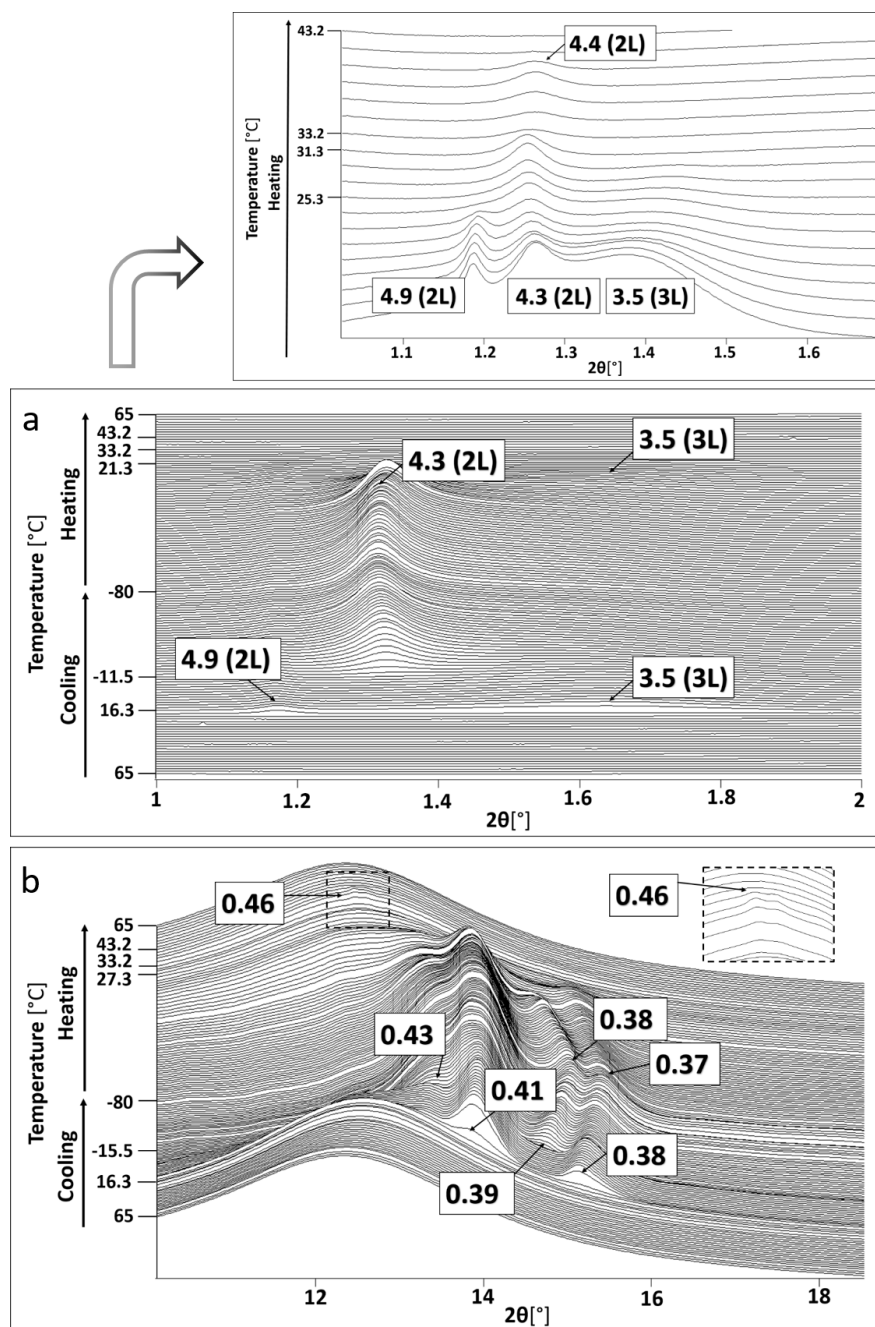 43.2
4.4 (2L)
33.2
31.3
25.3
Temperature [°C]
Heating
4.9 (2L)
4.3 (2L)
3.5 (3L)
1.1
1.2
1.3
1.4
1.5
1.6
2θ[°]
a
65
43.2
33.2
21.3
-80
-11.5
16.3
65
Temperature [°C]
Heating
Cooling
4.3 (2L)
3.5 (3L)
4.9 (2L)
3.5 (3L)
1
1.2
1.4
1.6
1.8
2
2θ[°]
b
0.46
0.46
65
43.2
33.2
27.3
-80
-15.5
16.3
65
Temperature [°C]
Heating
Cooling
0.43
0.38
0.37
0.41
0.38
0.39
12
14
16
18
2θ[°]